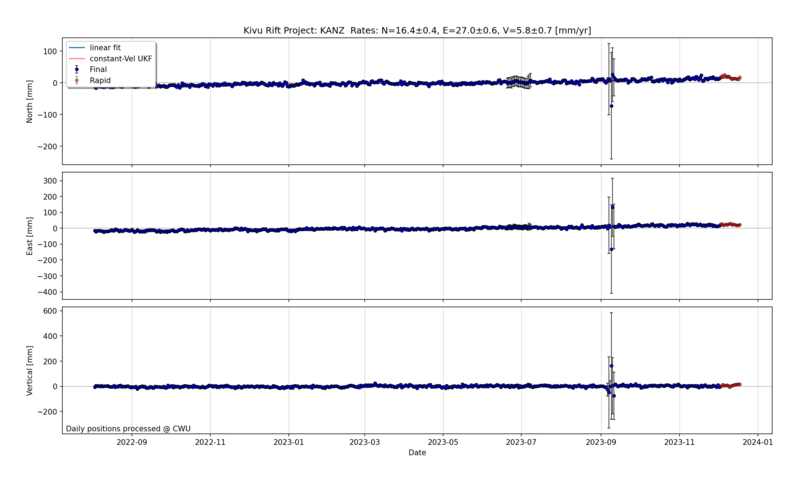 Kivu Rift Project: KANZ Rates: N=16.4±0.4, E=27.0±0.6, V=5.8±0.7 [mm/yr]
linear fit
constant-Vel UKF
Final
Rapid
North [mm]
100
0
−100
−200
East [mm]
300
200
100
0
−100
−200
−300
−400
Vertical [mm]
600
400
200
0
−200
Daily positions processed @ CWU
2022-09 2022-11 2023-01 2023-03 2023-05 2023-07 2023-09 2023-11 2024-01
Date